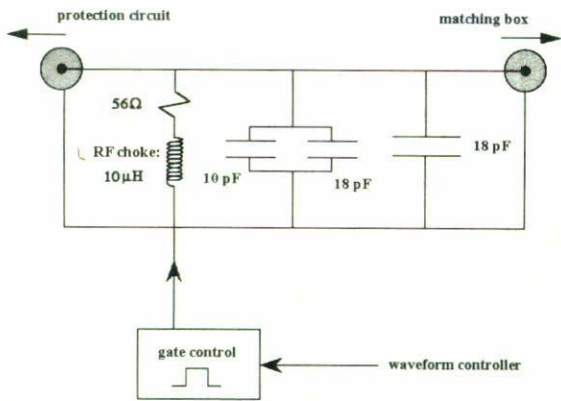 protection circuit
matching box
56Ω
RF choke:
10μH
10 pF
18 pF
18 pF
gate control
waveform controller